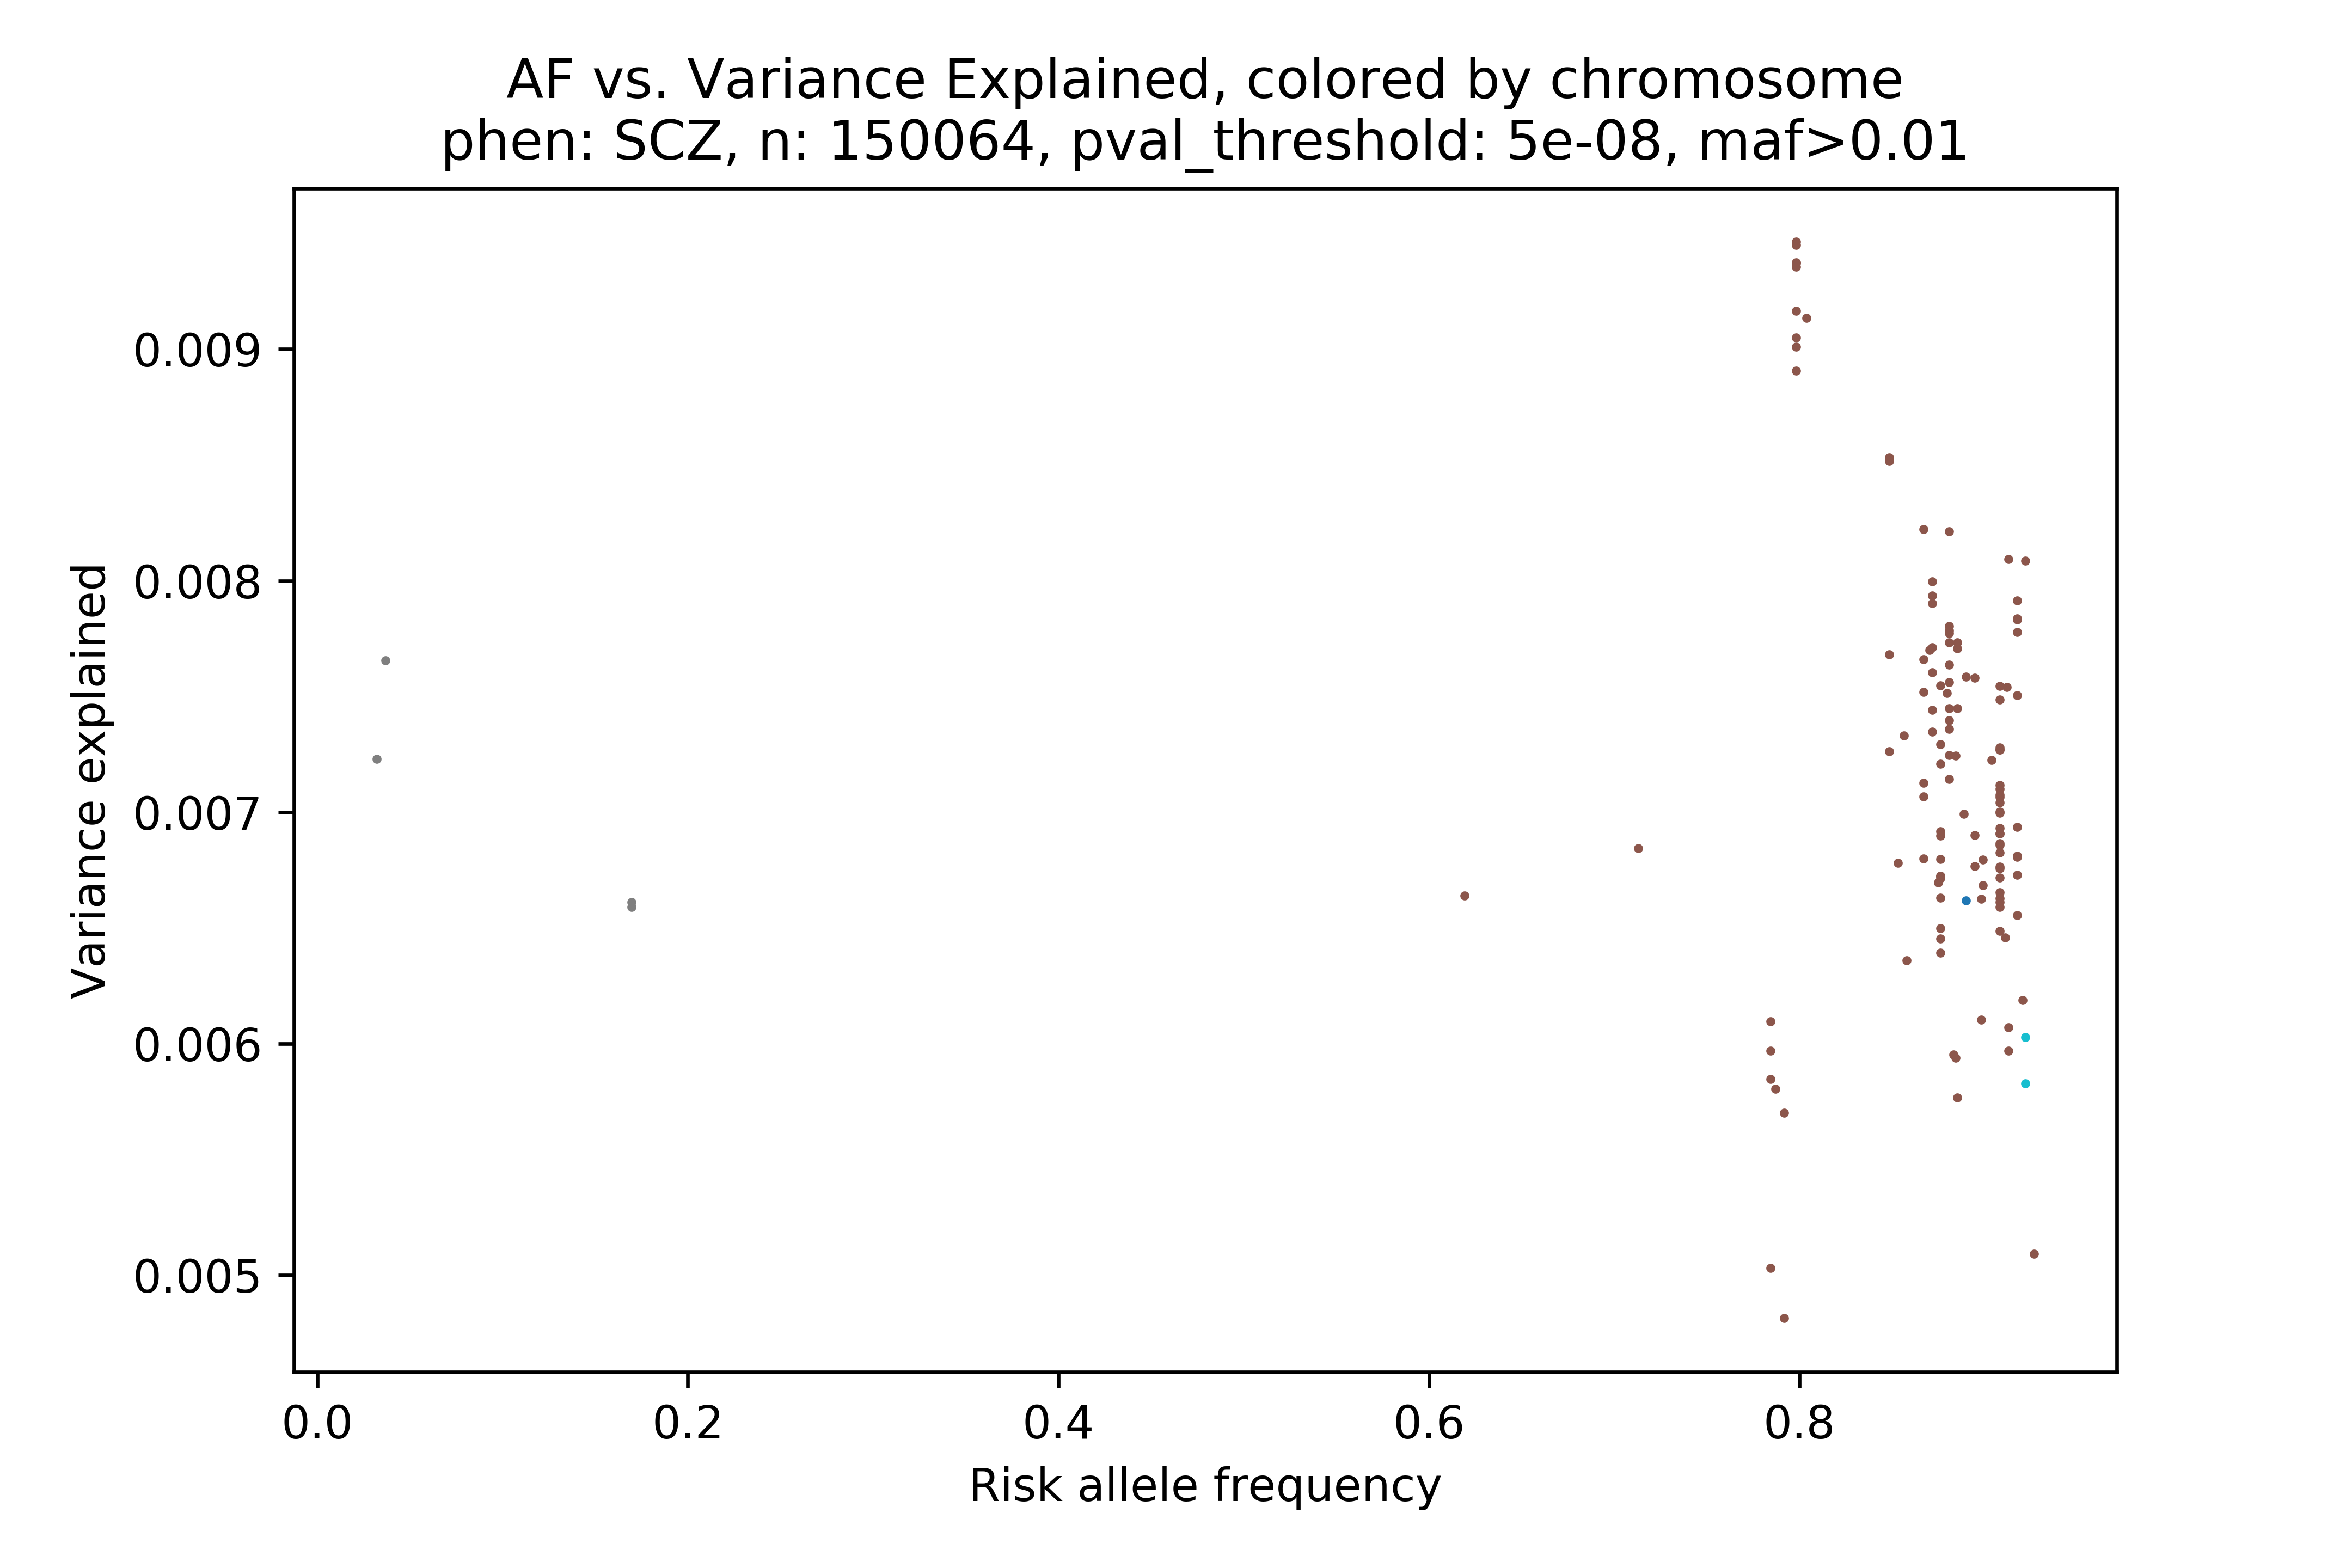 AF vs. Variance Explained, colored by chromosome
phen: SCZ, n: 150064, pval_threshold: 5e-08, maf>0.01
Variance explained
0.009
0.008
0.007
0.006
0.005
0.0 0.2 0.4 0.6 0.8
Risk allele frequency